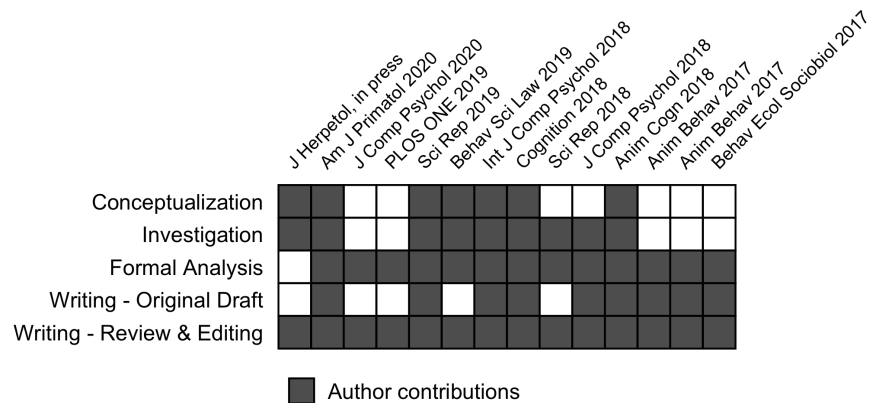 J Herpetol, in press
Am J Primatol 2020
J Comp Psychol 2020
PLOS ONE 2019
Sci Rep 2019
Behav Sci Law 2019
Int J Comp Psychol 2018
Cognition 2018
Sci Rep 2018
J Comp Psychol 2018
Anim Cogn 2018
Anim Behav 2017
Anim Behav 2017
Behav Ecol Sociobiol 2017
Conceptualization
Investigation
Formal Analysis
Writing - Original Draft
Writing - Review & Editing
Author contributions